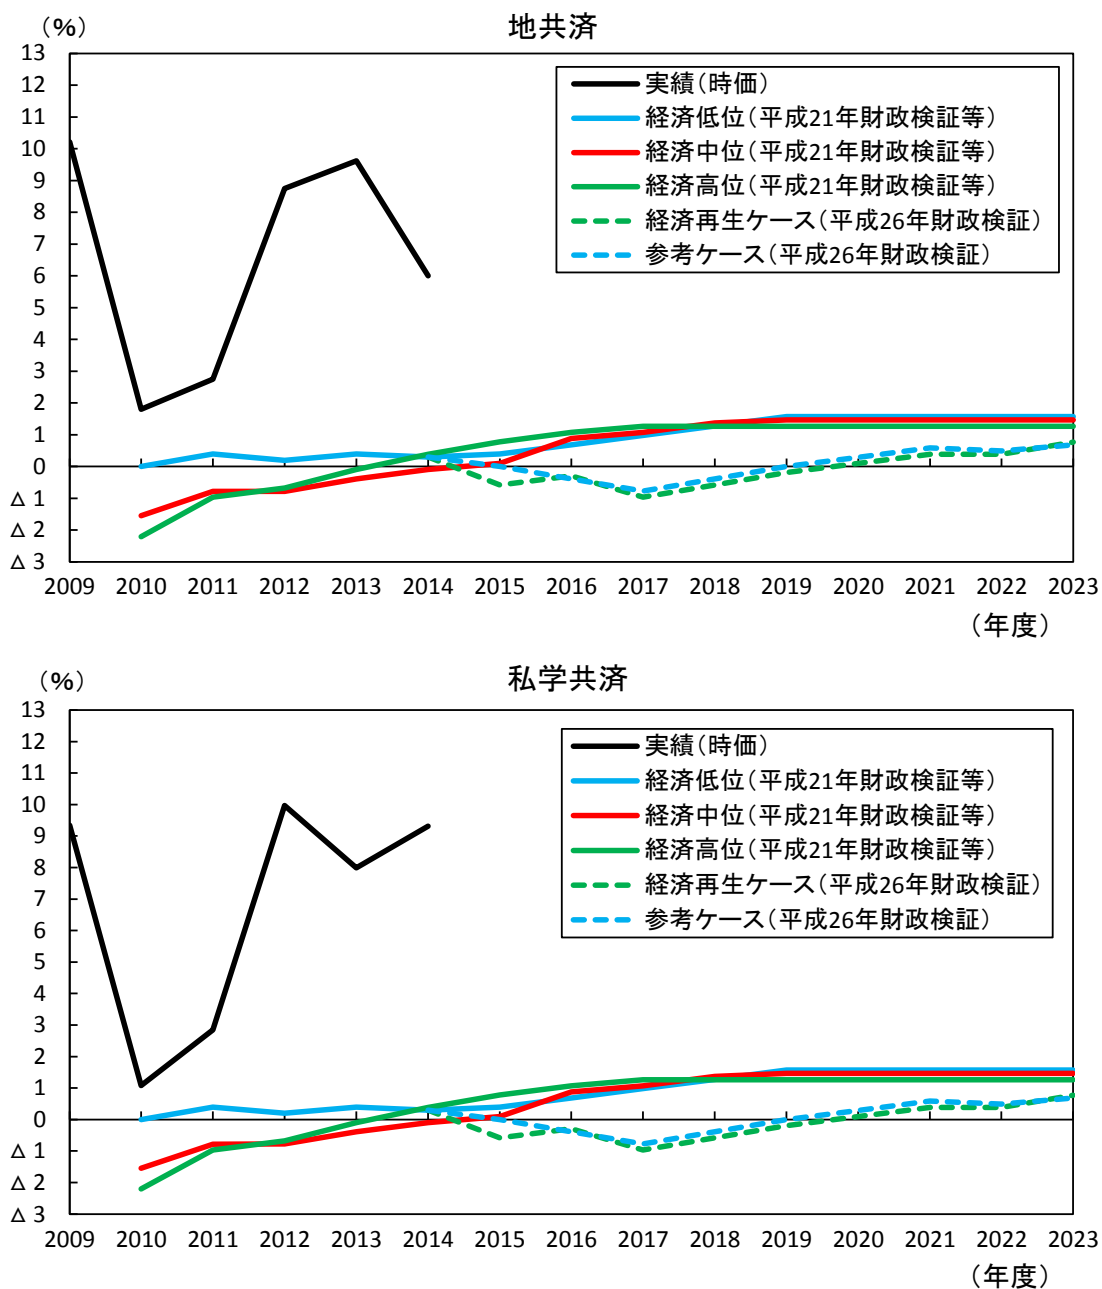 （%）
地共済
13
12
11
10
9
8
7
6
5
4
3
2
1
0
△ 1
△ 2
△ 3
実績（時価）
経済低位（平成21年財政検証等）
経済中位（平成21年財政検証等）
経済高位（平成21年財政検証等）
経済再生ケース（平成26年財政検証）
参考ケース（平成26年財政検証）
2009 2010 2011 2012 2013 2014 2015 2016 2017 2018 2019 2020 2021 2022 2023
（年度）
（%）
私学共済
13
12
11
10
9
8
7
6
5
4
3
2
1
0
△ 1
△ 2
△ 3
実績（時価）
経済低位（平成21年財政検証等）
経済中位（平成21年財政検証等）
経済高位（平成21年財政検証等）
経済再生ケース（平成26年財政検証）
参考ケース（平成26年財政検証）
2009 2010 2011 2012 2013 2014 2015 2016 2017 2018 2019 2020 2021 2022 2023
（年度）